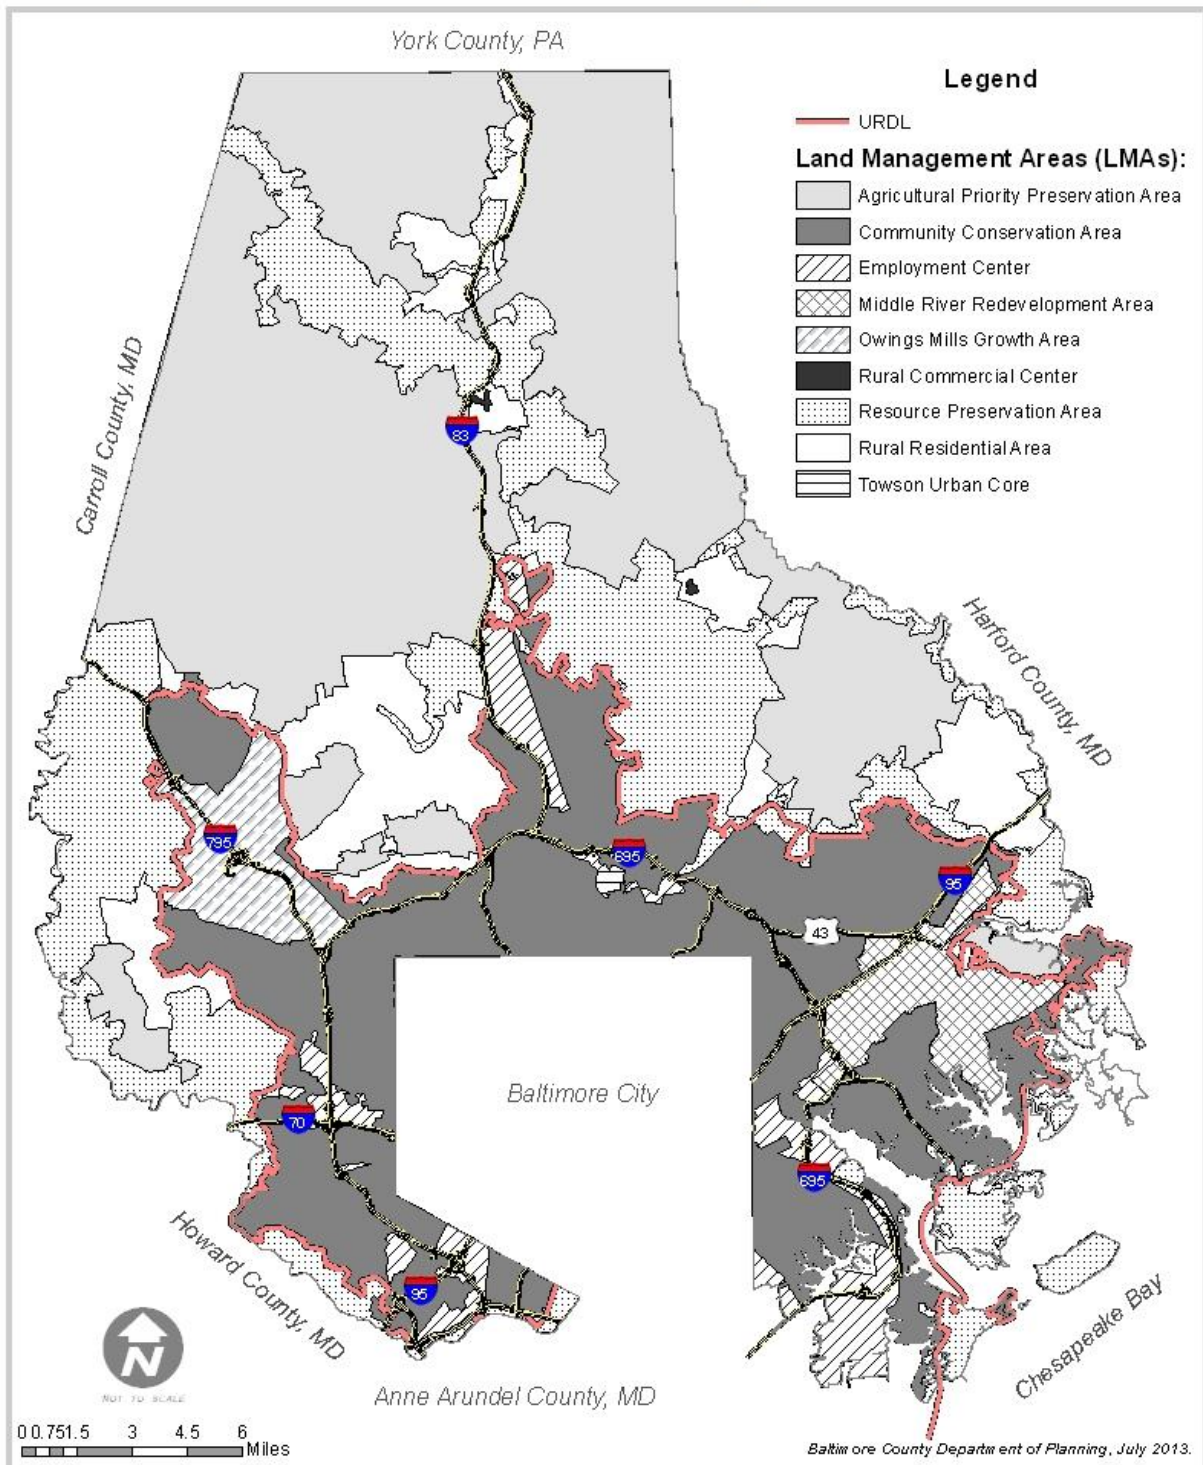 York County, PA
Legend
URDL
Land Management Areas (LMAs):
Agricultural Priority Preservation Area
Community Conservation Area
Employment Center
Middle River Redevelopment Area
Owings Mills Growth Area
Rural Commercial Center
Resource Preservation Area
Rural Residential Area
Towson Urban Core
Carroll County, MD
83
Harford County, MD
795
695
95
43
Baltimore City
70
695
Howard County, MD
95
Chesapeake Bay
N
NOT TO SCALE
Anne Arundel County, MD
0 0.75 1.5 3 4.5 6
Miles
Baltimore County Department of Planning, July 2013.